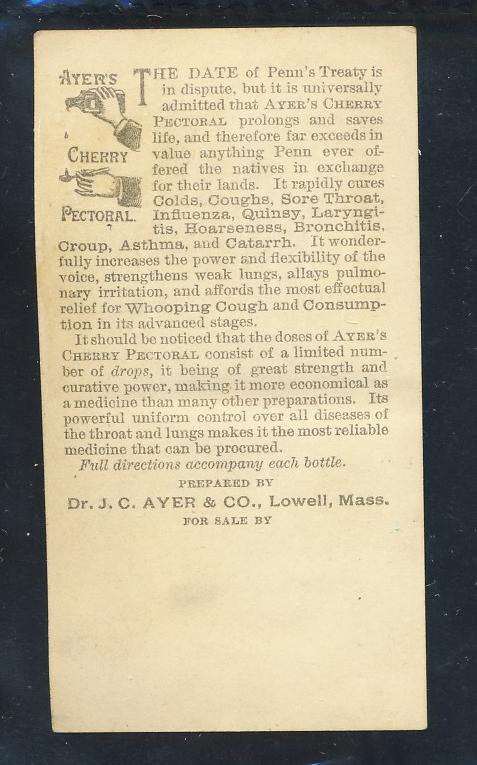 AYER'S
CHERRY
PECTORAL.
THE DATE of Penn's Treaty is
in dispute, but it is universally
admitted that AYER'S CHERRY
PECTORAL prolongs and saves
life, and therefore far exceeds in
value anything Penn ever of-
fered the natives in exchange
for their lands. It rapidly cures
Colds, Coughs, Sore Throat,
Influenza, Quinsy, Laryngi-
tis, Hoarseness, Bronchitis,
Croup, Asthma, and Catarrh. It wonder-
fully increases the power and flexibility of the
voice, strengthens weak lungs, allays pulmo-
nary irritation, and affords the most effectual
relief for Whooping Cough and Consump-
tion in its advanced stages.
It should be noticed that the doses of AYER'S
CHERRY PECTORAL consist of a limited num-
ber of drops, it being of great strength and
curative power, making it more economical as
a medicine than many other preparations. Its
powerful uniform control over all diseases of
the throat and lungs makes it the most reliable
medicine that can be procured.
Full directions accompany each bottle.
PREPARED BY
Dr. J. C. AYER & CO., Lowell, Mass.
FOR SALE BY